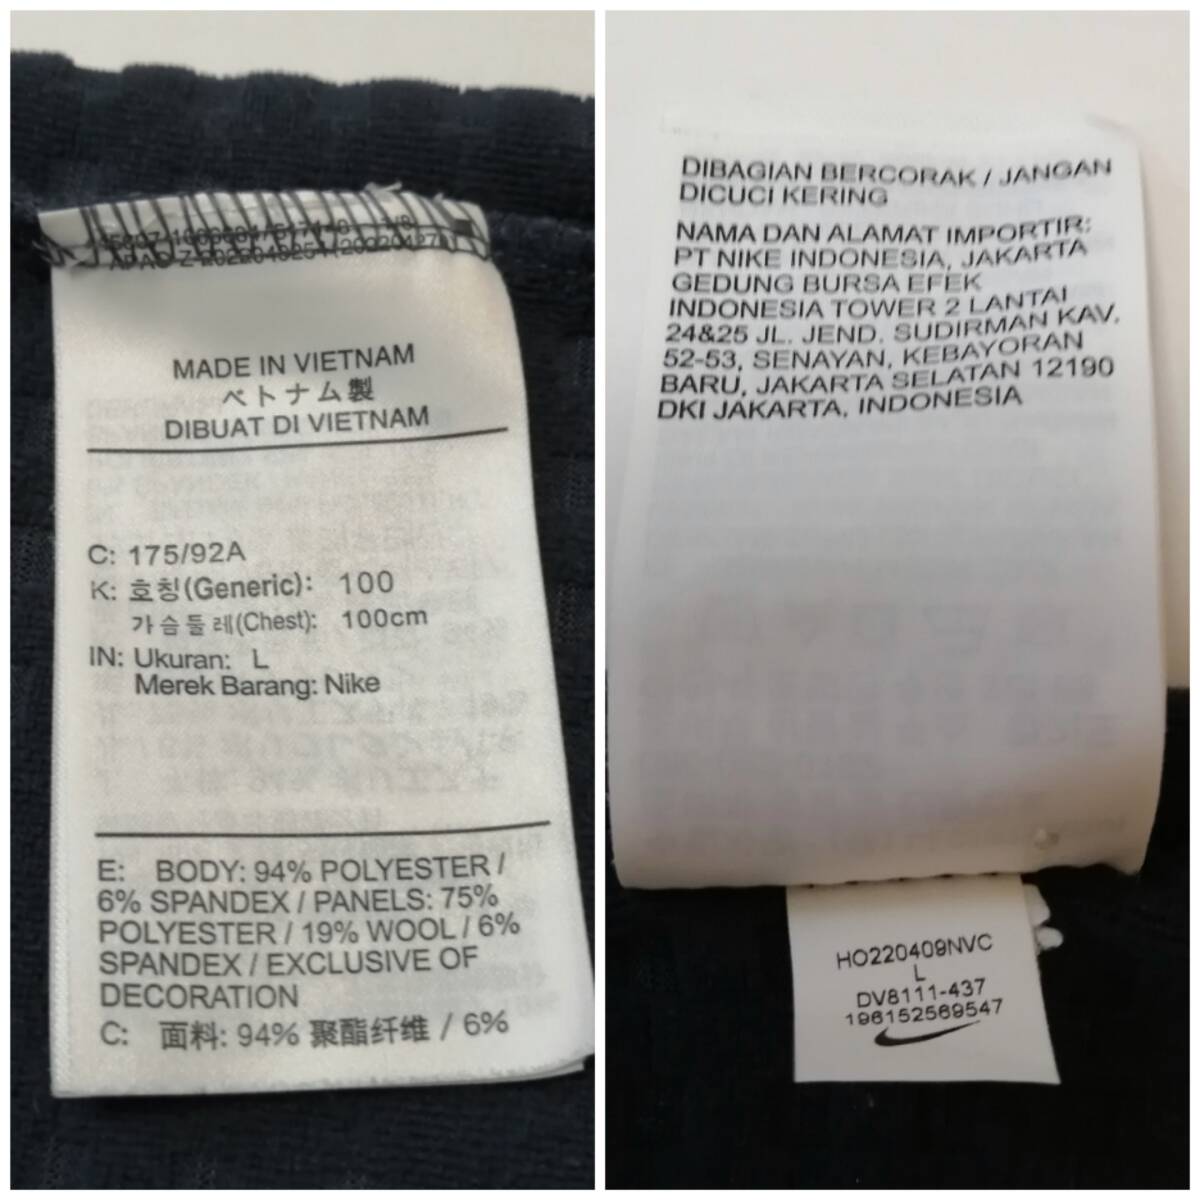 MADE IN VIETNAM
ベトナム製
DIBUAT DI VIETNAM
C: 175/92A
K: 호칭(Generic): 100
가슴둘레(Chest): 100cm
IN: Ukuran: L
Merek Barang: Nike
E: BODY: 94% POLYESTER /
6% SPANDEX / PANELS: 75%
POLYESTER / 19% WOOL / 6%
SPANDEX / EXCLUSIVE OF
DECORATION
C: 面料: 94% 聚酯纤维 / 6%
DIBAGIAN BERCORAK / JANGAN
DICUCI KERING
NAMA DAN ALAMAT IMPORTIR:
PT NIKE INDONESIA, JAKARTA
GEDUNG BURSA EFEK
INDONESIA TOWER 2 LANTAI
24&25 JL. JEND. SUDIRMAN KAV.
52-53, SENAYAN, KEBAYORAN
BARU, JAKARTA SELATAN 12190
DKI JAKARTA, INDONESIA
HO220409NVC
L
DV8111-437
196152569547